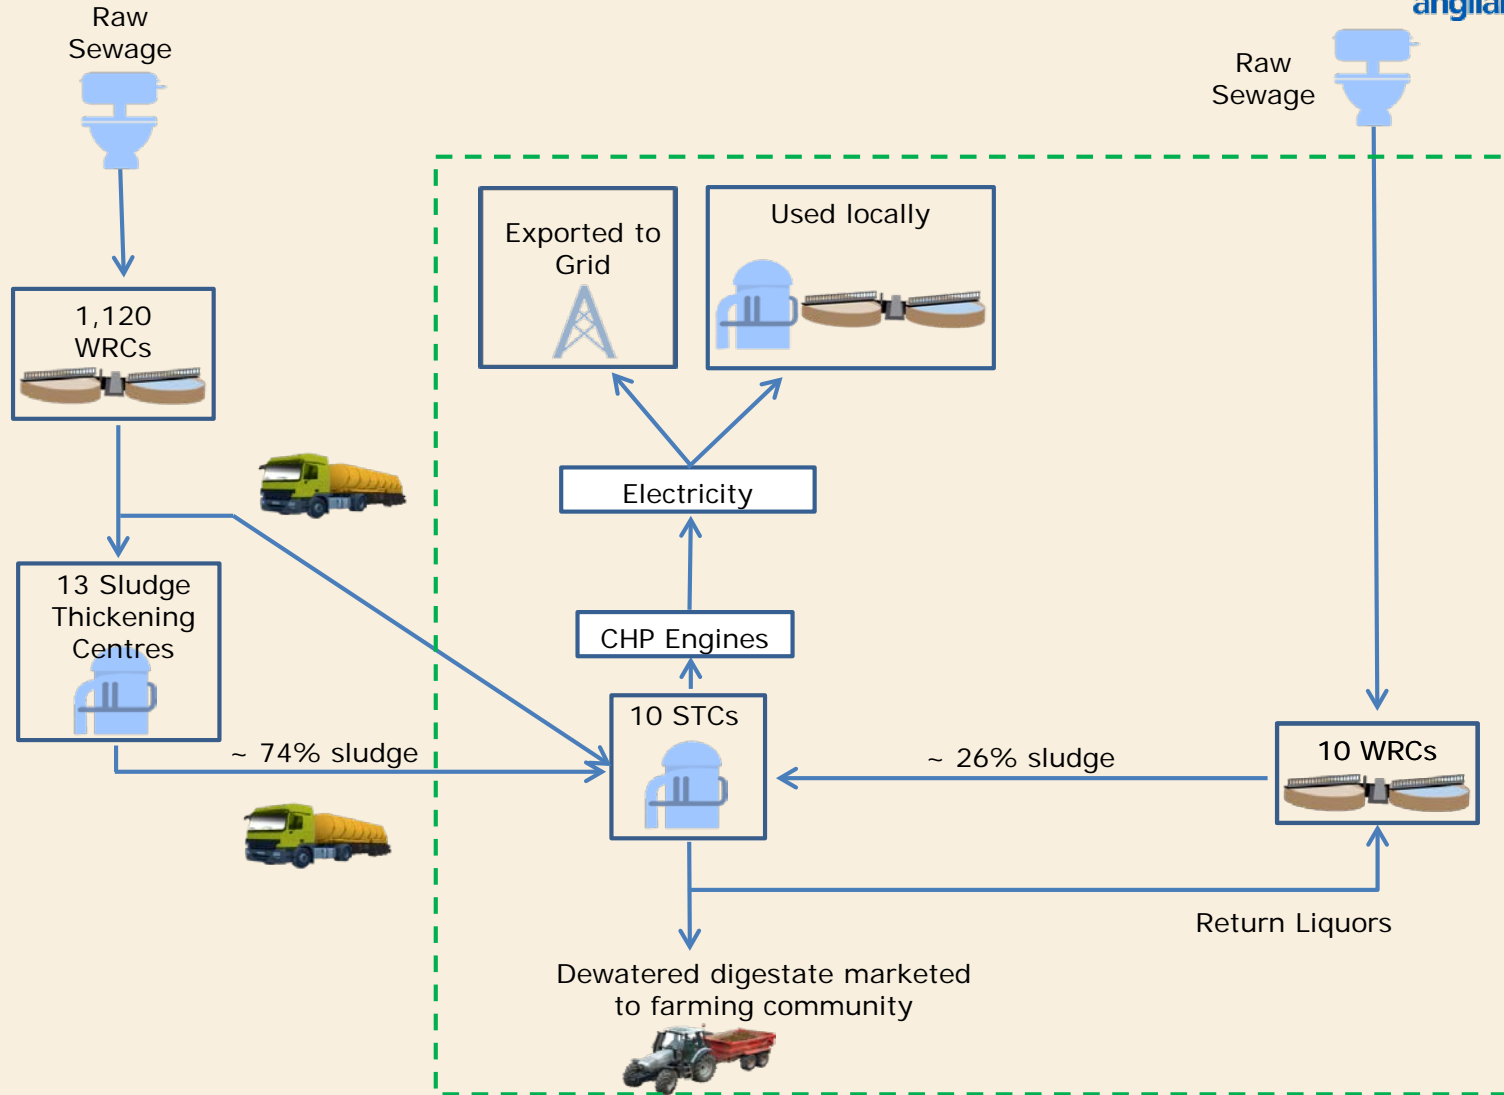 Raw
Sewage
anglian
Raw
Sewage
Exported to
Grid
Used locally
1,120
WRCs
Electricity
13 Sludge
Thickening
Centres
CHP Engines
10 STCs
~ 74% sludge
~ 26% sludge
10 WRCs
Return Liquors
Dewatered digestate marketed
to farming community